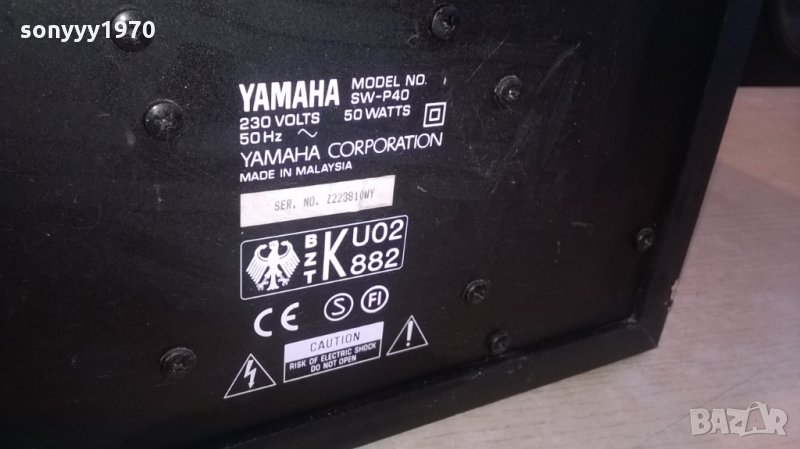 sonyyy1970
YAMAHA MODEL NO. SW-P40
230 VOLTS 50 WATTS
50 Hz ~
YAMAHA CORPORATION
MADE IN MALAYSIA
SER. NO. Z223810WY
BZT K U02 882
CE S FI
CAUTION
RISK OF ELECTRIC SHOCK
DO NOT OPEN
BAZAR